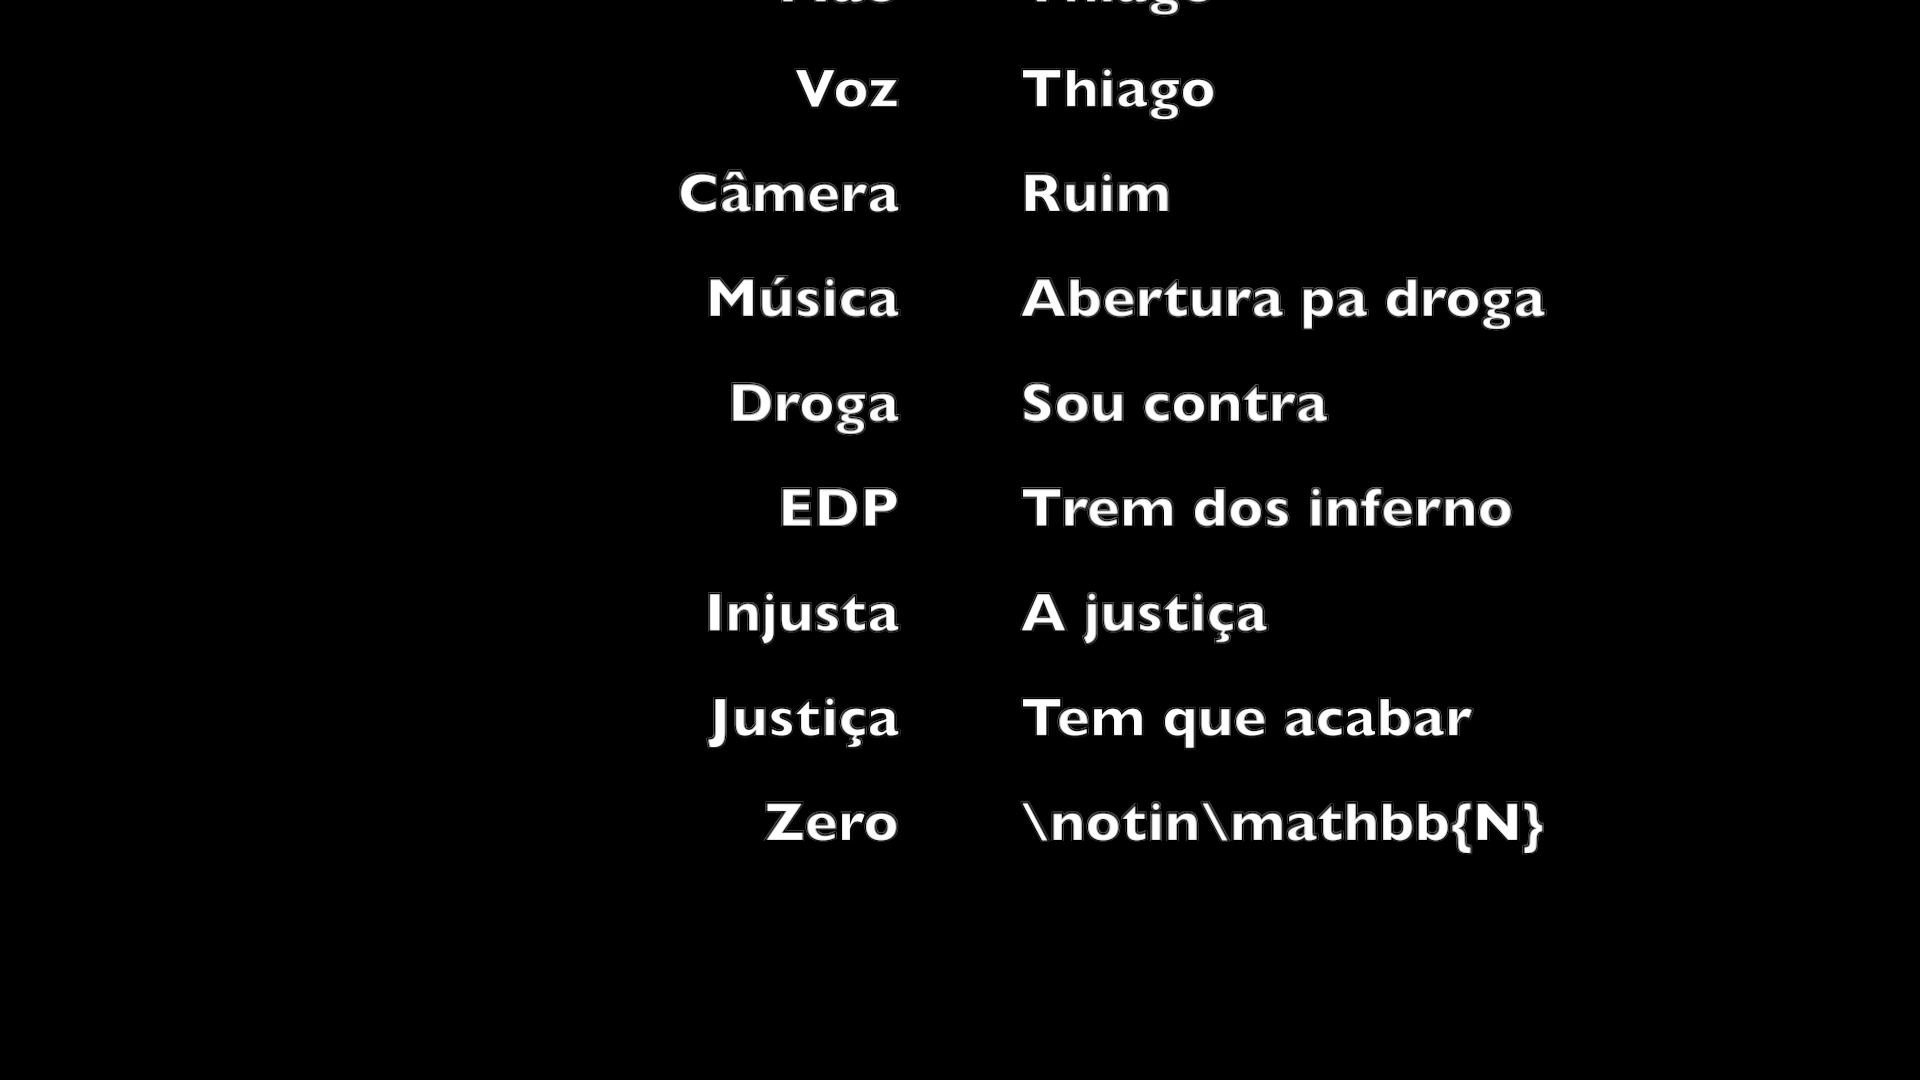 Thiago
Voz Thiago
Câmera Ruim
Música Abertura pa droga
Droga Sou contra
EDP Trem dos inferno
Injusta A justiça
Justiça Tem que acabar
Zero \notin\mathbb{N}